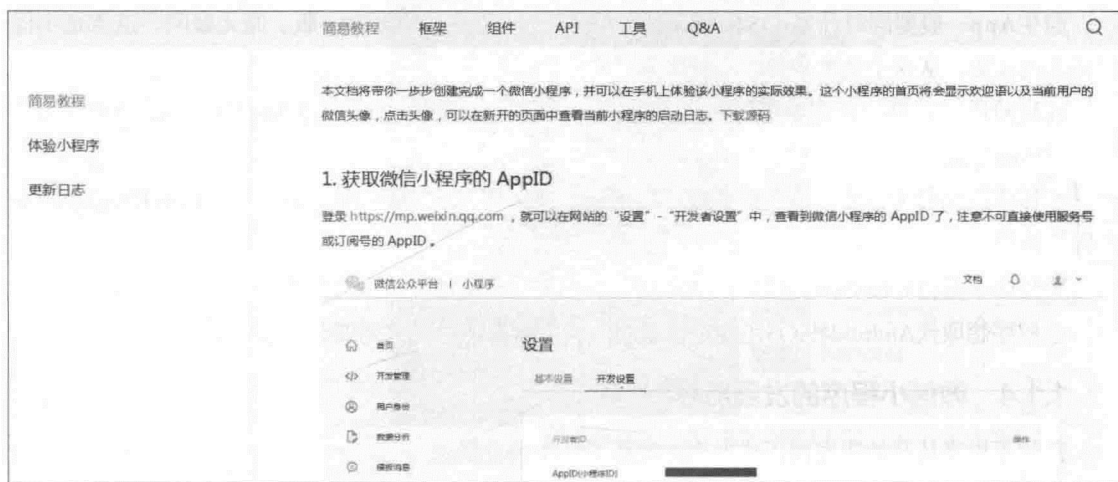 简易教程 框架 组件 API 工具 Q&A
简易教程
体验小程序
更新日志
本文档将带你一步步创建完成一个微信小程序，并可以在手机上体验该小程序的实际效果。这个小程序的首页将会显示欢迎语以及当前用户的
微信头像，点击头像，可以在新开的页面中查看当前小程序的启动日志。下载源码
1. 获取微信小程序的 AppID
登录 https://mp.weixin.qq.com ，就可以在网站的“设置”-“开发者设置”中，查看到微信小程序的 AppID 了，注意不可直接使用服务号
或订阅号的 AppID 。
微信公众平台 | 小程序 文档
首页
开发管理
用户身份
数据分析
模板消息
设置
基本设置 开发设置
开发者ID 操作
AppID(小程序ID)